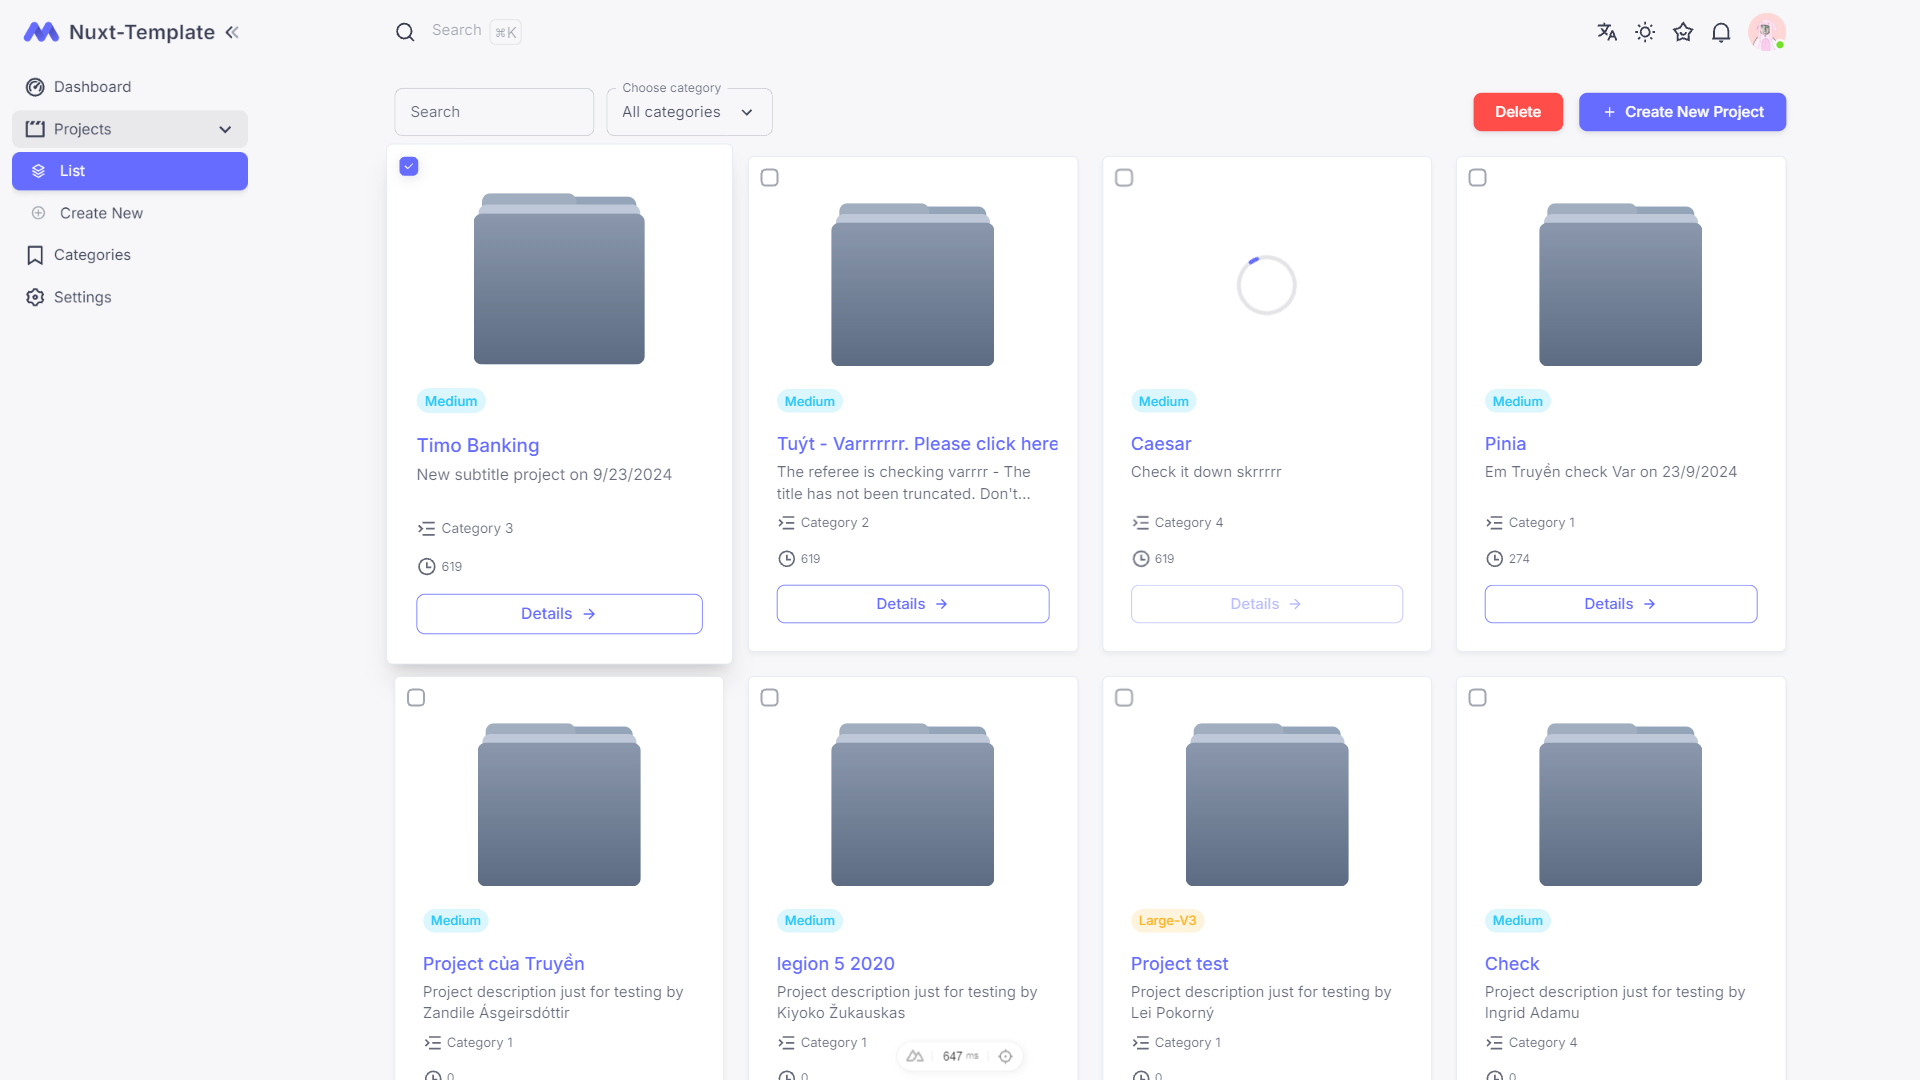 Nuxt-Template
Search ⌘K
Dashboard
Projects
List
Create New
Categories
Settings
Search
Choose category
All categories
Delete
+ Create New Project
Medium
Timo Banking
New subtitle project on 9/23/2024
Category 3
619
Details →
Medium
Tuýt - Varrrrrrr. Please click here
The referee is checking varrrr - The
title has not been truncated. Don't...
Category 2
619
Details →
Medium
Caesar
Check it down skrrrrr
Category 4
619
Details →
Medium
Pinia
Em Truyền check Var on 23/9/2024
Category 1
274
Details →
Medium
Project của Truyền
Project description just for testing by
Zandile Ásgeirsdóttir
Category 1
0
Medium
legion 5 2020
Project description just for testing by
Kiyoko Žukauskas
Category 1
0
Large-V3
Project test
Project description just for testing by
Lei Pokorný
Category 1
0
Medium
Check
Project description just for testing by
Ingrid Adamu
Category 4
0
647 ms